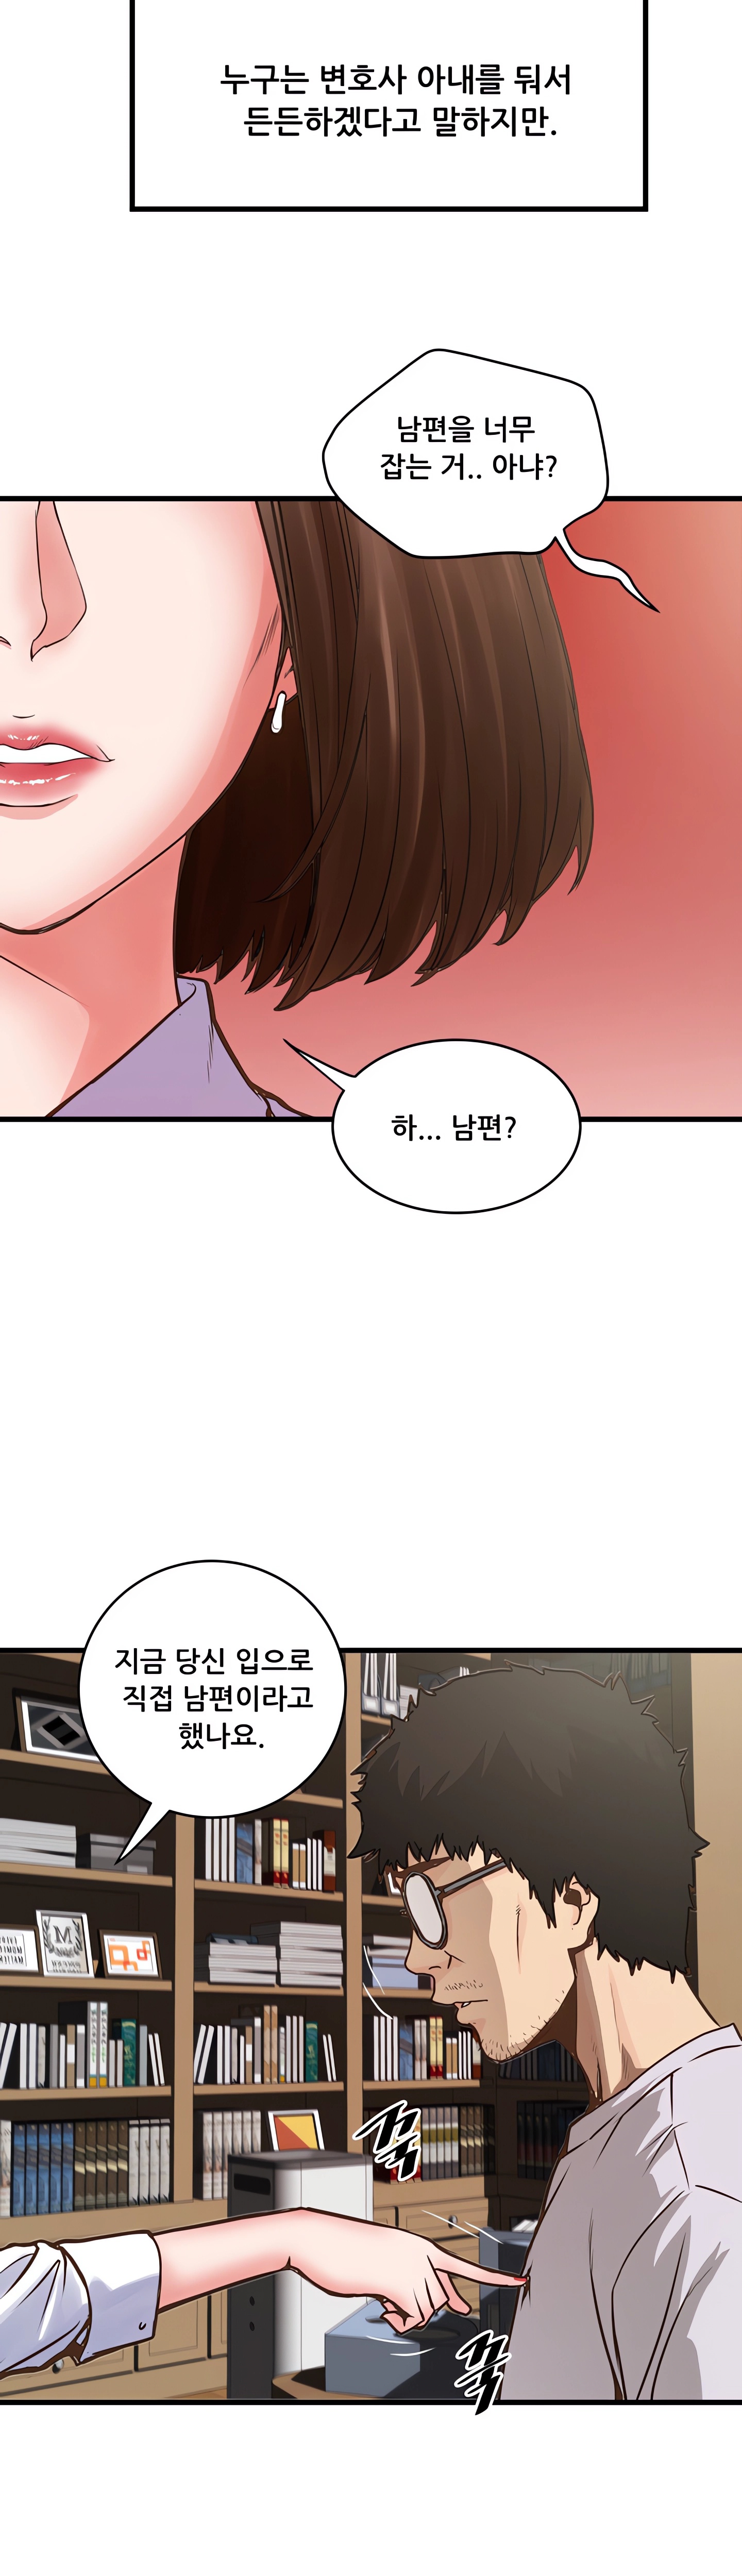 누구는 변호사 아내를 둬서
든든하겠다고 말하지만.
남편을 너무
잡는 거.. 아냐?
하... 남편?
지금 당신 입으로
직접 남편이라고
했나요.
쿡
쿡
M